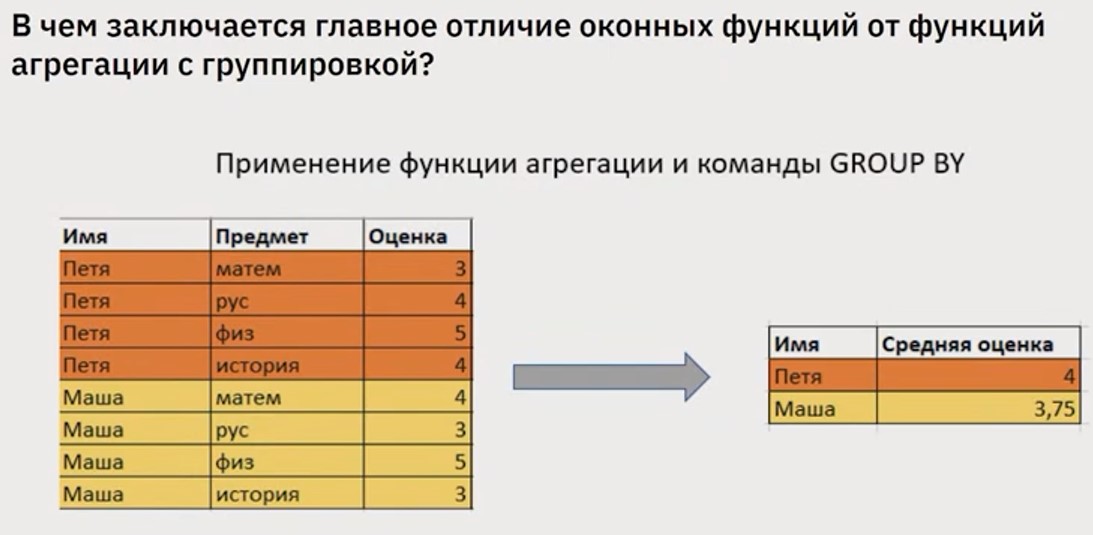 В чем заключается главное отличие оконных функций от функций
агрегации с группировкой?
Применение функции агрегации и команды GROUP BY
Имя Предмет Оценка
Петя матем 3
Петя рус 4
Петя физ 5
Петя история 4
Маша матем 4
Маша рус 3
Маша физ 5
Маша история 3
Имя Средняя оценка
Петя 4
Маша 3,75